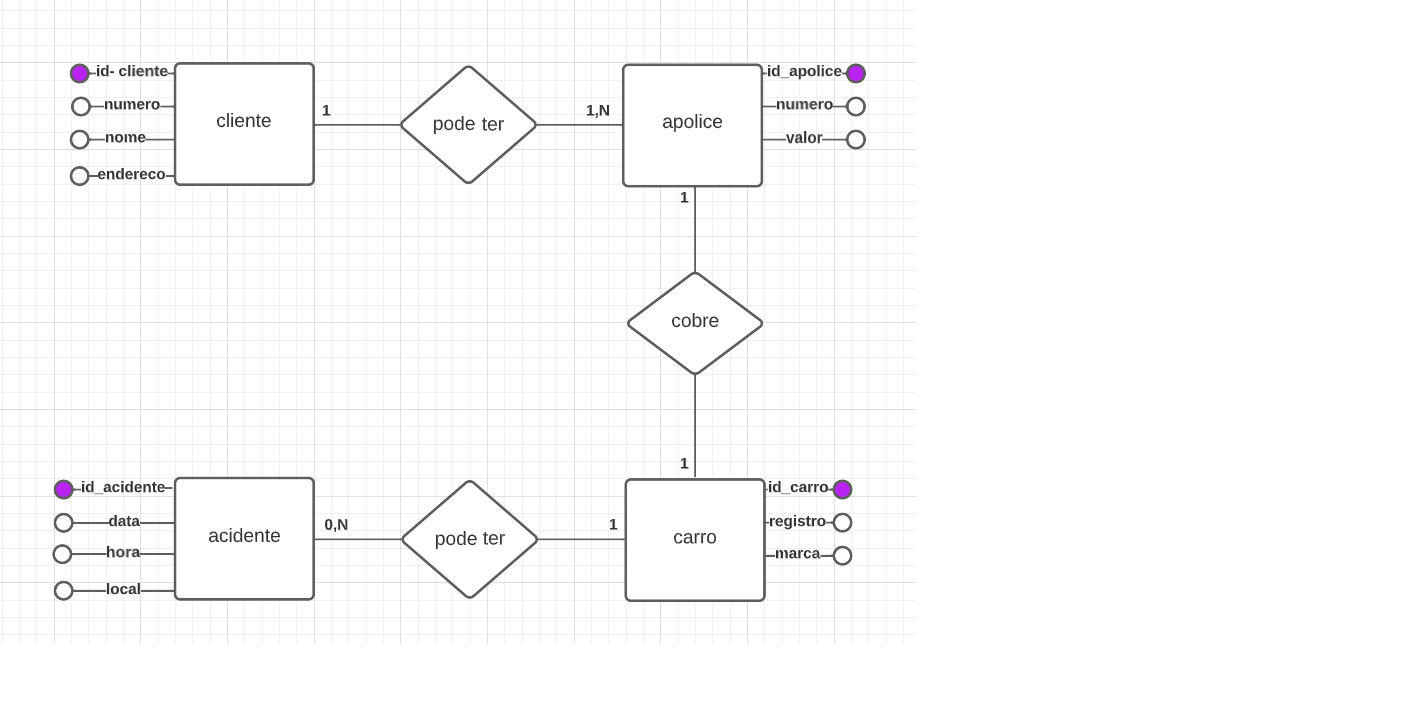 id- cliente
numero
nome
endereco
cliente
1
pode ter
1,N
apolice
id_apolice
numero
valor
1
cobre
1
id_acidente
data
hora
local
acidente
0,N
pode ter
1
carro
id_carro
registro
marca